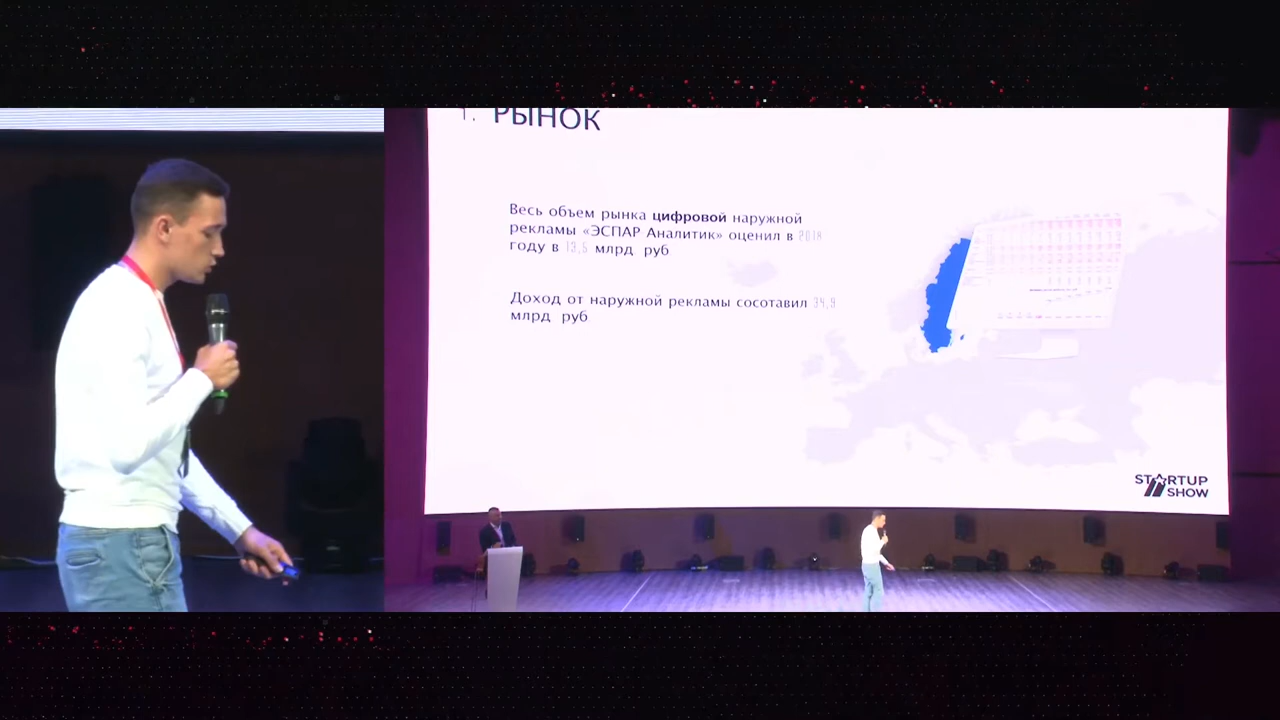 1. РЫНОК
Весь объем рынка цифровой наружной
рекламы «ЭСПАР Аналитик» оценил в 2018
году в 13,5 млрд. руб
Доход от наружной рекламы сосотавил 34,9
млрд. руб
STARTUP
SHOW